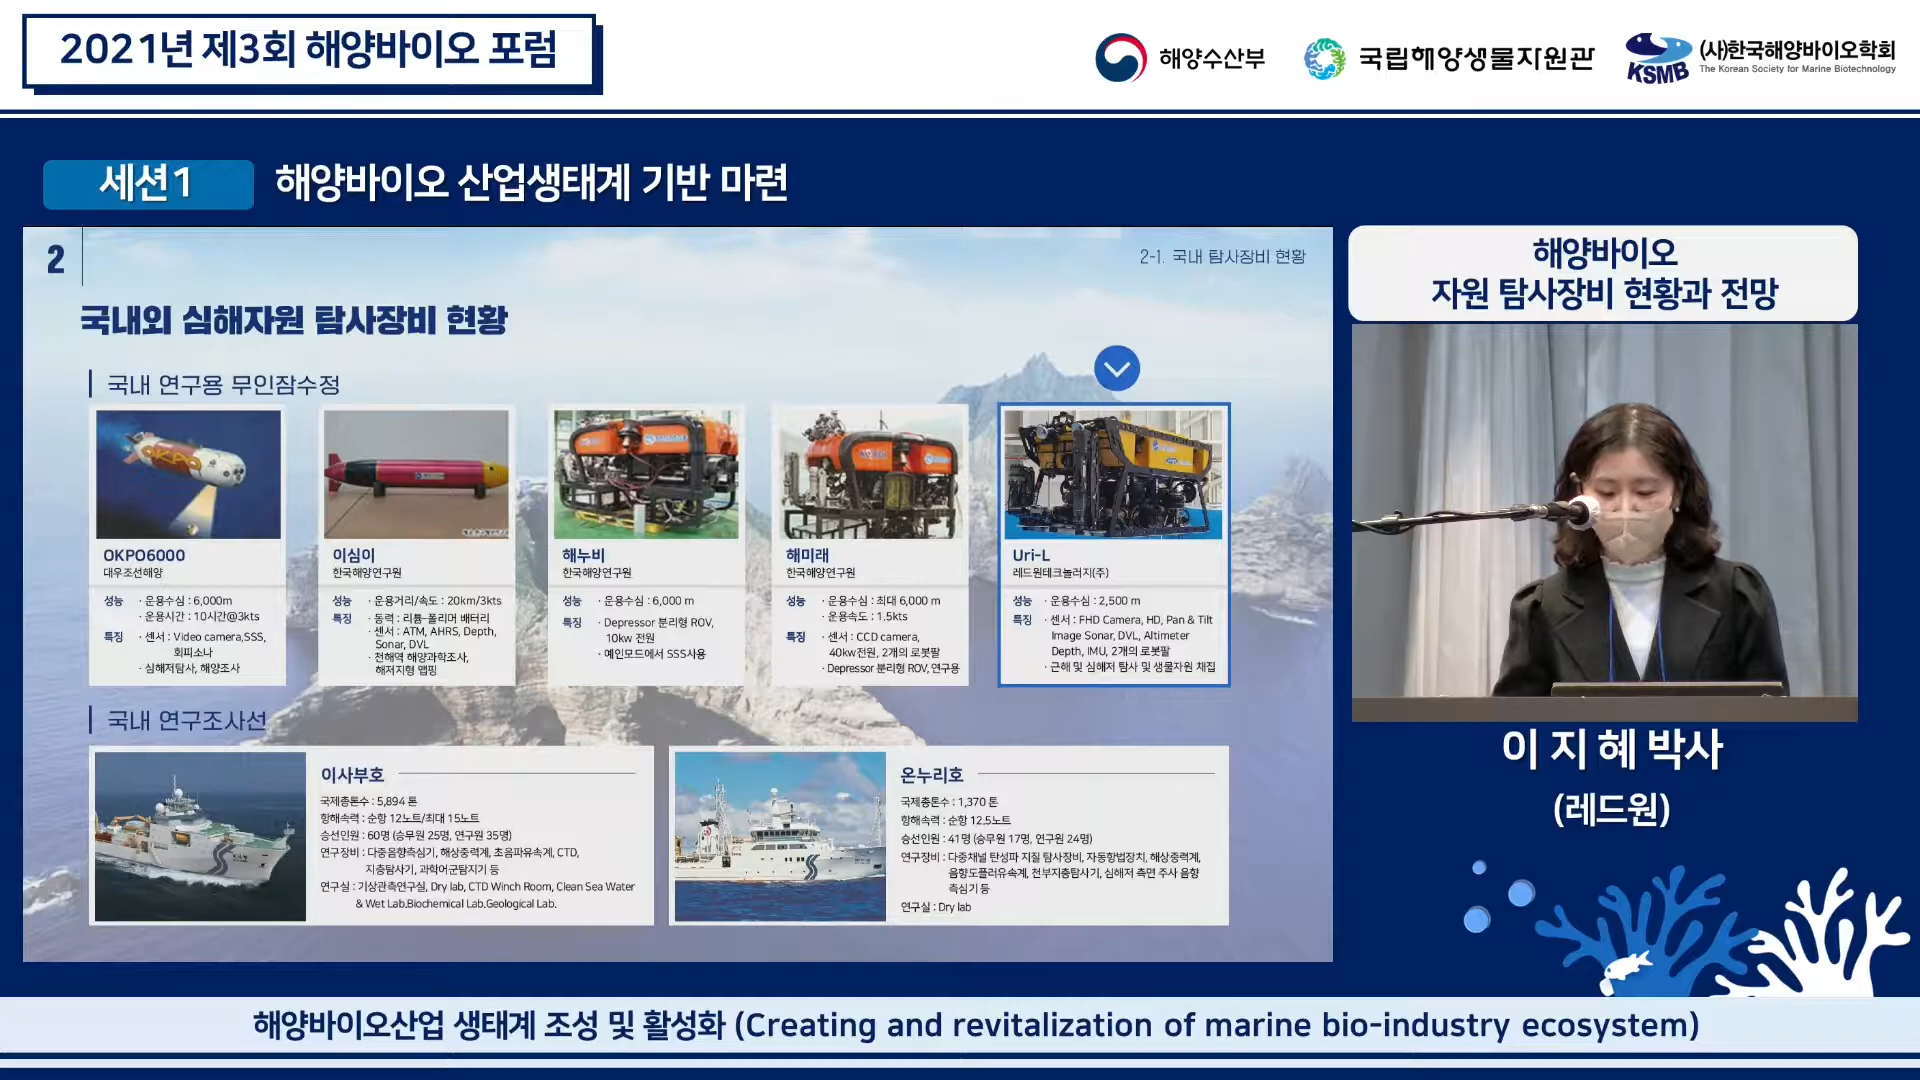 2021년 제3회 해양바이오 포럼
해양수산부
국립해양생물자원관
KSMB
(사)한국해양바이오학회
The Korean Society for Marine Biotechnology
세션1
해양바이오 산업생태계 기반 마련
2
2-1. 국내 탐사장비 현황
국내외 심해자원 탐사장비 현황
국내 연구용 무인잠수정
OKPO
OKPO6000
대우조선해양
성능 · 운용수심 : 6,000m
· 운용시간 : 10시간@3kts
특징 · 센서 : Video camera,SSS,
회피소나
· 심해저탐사, 해양조사
이심이
한국해양연구원
성능 · 운용거리/속도 : 20km/3kts
특징 · 동력 : 리튬-폴리머 배터리
· 센서 : ATM, AHRS, Depth,
Sonar, DVL
· 천해역 해양과학조사,
해저지형 맵핑
해누비
한국해양연구원
성능 · 운용수심 : 6,000 m
특징 · Depressor 분리형 ROV,
10kw 전원
· 예인모드에서 SSS사용
해미래
한국해양연구원
성능 · 운용수심 : 최대 6,000 m
· 운용속도 : 1.5kts
특징 · 센서 : CCD camera,
40kw전원, 2개의 로봇팔
· Depressor 분리형 ROV, 연구용
Uri-L
레드원테크놀러지(주)
성능 · 운용수심 : 2,500 m
특징 · 센서 : FHD Camera, HD, Pan & Tilt
Image Sonar, DVL, Altimeter
Depth, IMU, 2개의 로봇팔
· 근해 및 심해저 탐사 및 생물자원 채집
국내 연구조사선
이사부호
국제총톤수 : 5,894 톤
항해속력 : 순항 12노트/최대 15노트
승선인원 : 60명 (승무원 25명, 연구원 35명)
연구장비 : 다중음향측심기, 해상중력계, 초음파유속계, CTD,
지층탐사기, 과학어군탐지기 등
연구실 : 기상관측연구실, Dry lab, CTD Winch Room, Clean Sea Water
& Wet Lab.Biochemical Lab.Geological Lab.
온누리호
국제총톤수 : 1,370 톤
항해속력 : 순항 12.5노트
승선인원 : 41명 (승무원 17명, 연구원 24명)
연구장비 : 다중채널 탄성파 지질 탐사장비, 자동항법장치, 해상중력계,
음향도플러유속계, 천부지층탐사기, 심해저 측면 주사 음향
측심기 등
연구실 : Dry lab
해양바이오
자원 탐사장비 현황과 전망
이 지 혜 박사
(레드원)
해양바이오산업 생태계 조성 및 활성화 (Creating and revitalization of marine bio-industry ecosystem)